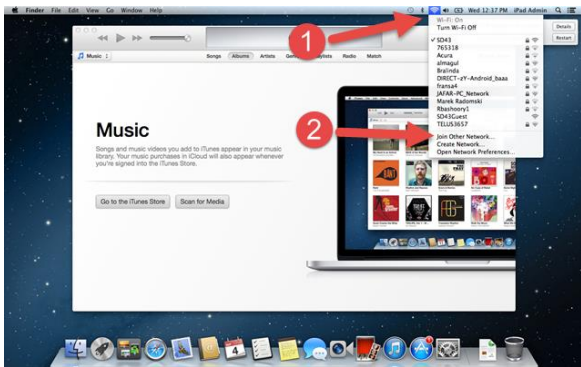 Finder File Edit View Go Window Help
Wed 12:37 PM iPad Admin
Wi-Fi: On
Turn Wi-Fi Off
✓ SD43
765318
Acura
almagul
Bralinda
DIRECT-zY-Android_baaa
fransa4
JAFAR-PC_Network
Marek Radomski
Rbashoory1
SD43Guest
TELUS3657
Join Other Network...
Create Network...
Open Network Preferences...
Details
Restart
1
2
Music
Songs Albums Artists Radio Match
Music
Songs and music videos you add to iTunes appear in your music
library. Your music purchases in iCloud will also appear whenever
you're signed into the iTunes Store.
Go to the iTunes Store
Scan for Media
4